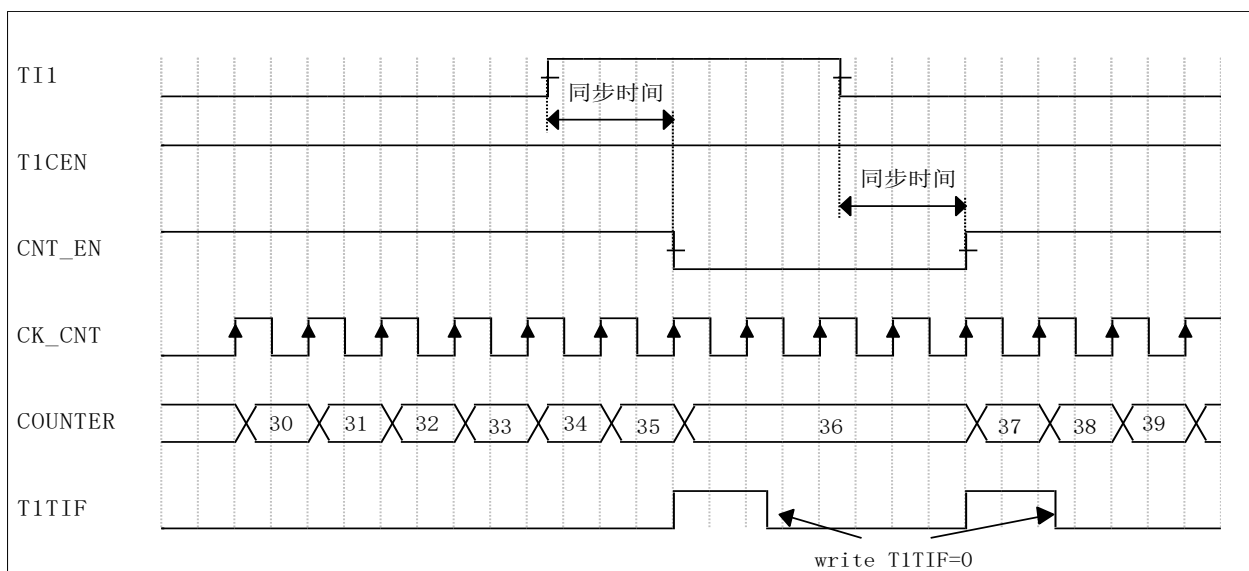 TI1
同步时间
T1CEN
同步时间
CNT_EN
CK_CNT
COUNTER 30 31 32 33 34 35 36 37 38 39
T1TIF
write T1TIF=0